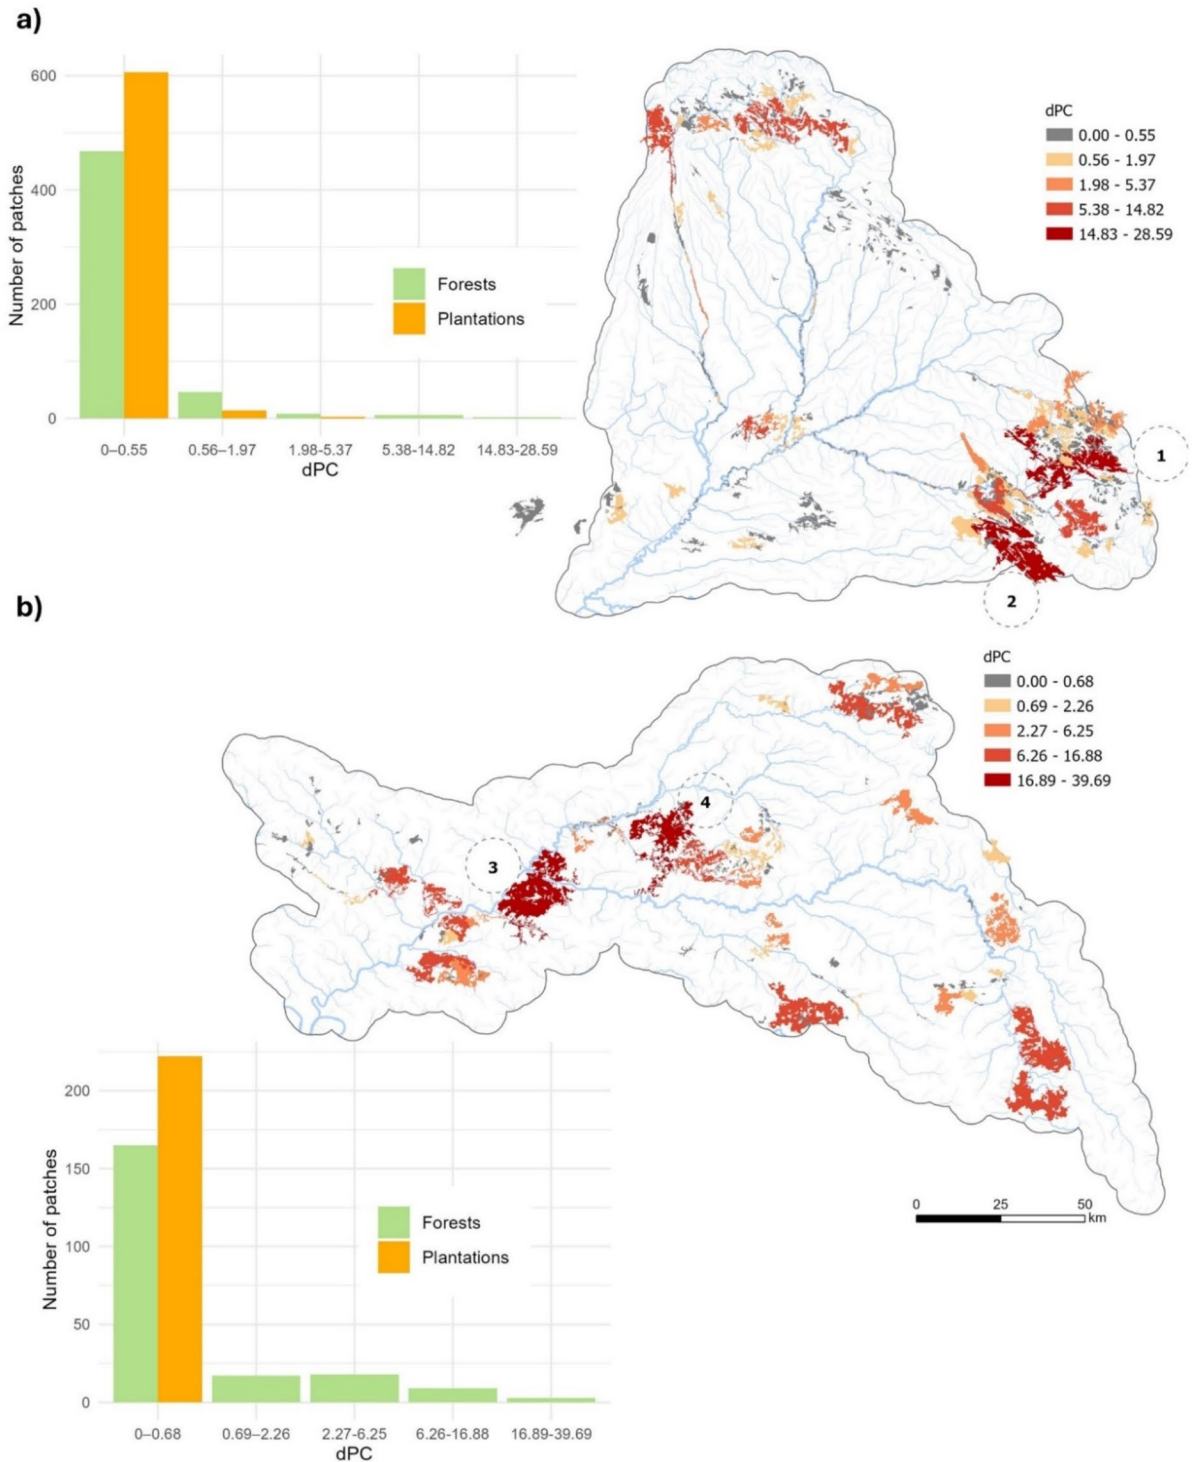 a)
600
400
200
0
Number of patches
Forests
Plantations
0–0.55
0.56–1.97
1.98-5.37
5.38-14.82
14.83-28.59
dPC
dPC
0.00 - 0.55
0.56 - 1.97
1.98 - 5.37
5.38 - 14.82
14.83 - 28.59
1
2
b)
dPC
0.00 - 0.68
0.69 - 2.26
2.27 - 6.25
6.26 - 16.88
16.89 - 39.69
4
3
0 25 50
km
200
150
100
50
0
Number of patches
Forests
Plantations
0–0.68
0.69–2.26
2.27-6.25
6.26-16.88
16.89-39.69
dPC